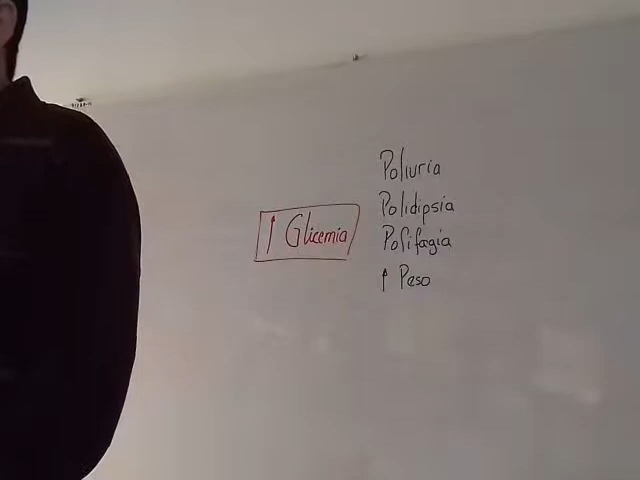 ↑ Glicemia
Poliuria
Polidipsia
Polifagia
↑ Peso